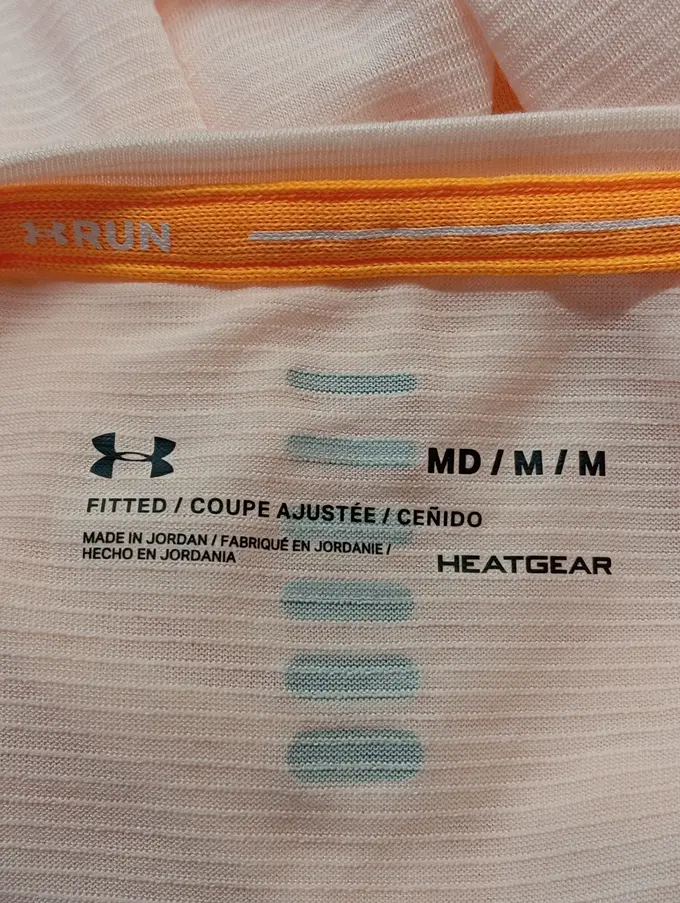 RUN
MD / M / M
FITTED / COUPE AJUSTÉE / CEÑIDO
MADE IN JORDAN / FABRIQUÉ EN JORDANIE /
HECHO EN JORDANIA
HEATGEAR